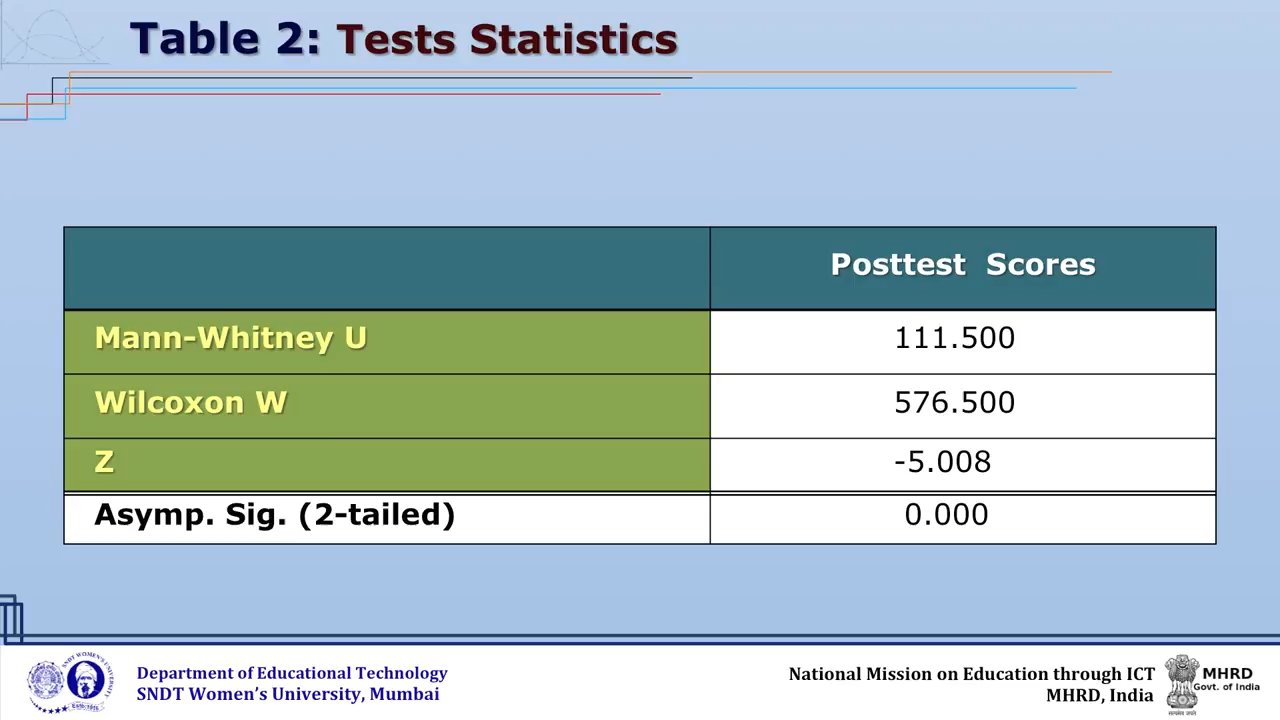 Table 2: Tests Statistics
Posttest Scores
Mann-Whitney U 111.500
Wilcoxon W 576.500
Z -5.008
Asymp. Sig. (2-tailed) 0.000
Department of Educational Technology
SNDT Women's University, Mumbai
National Mission on Education through ICT
MHRD, India
MHRD
Govt. of India